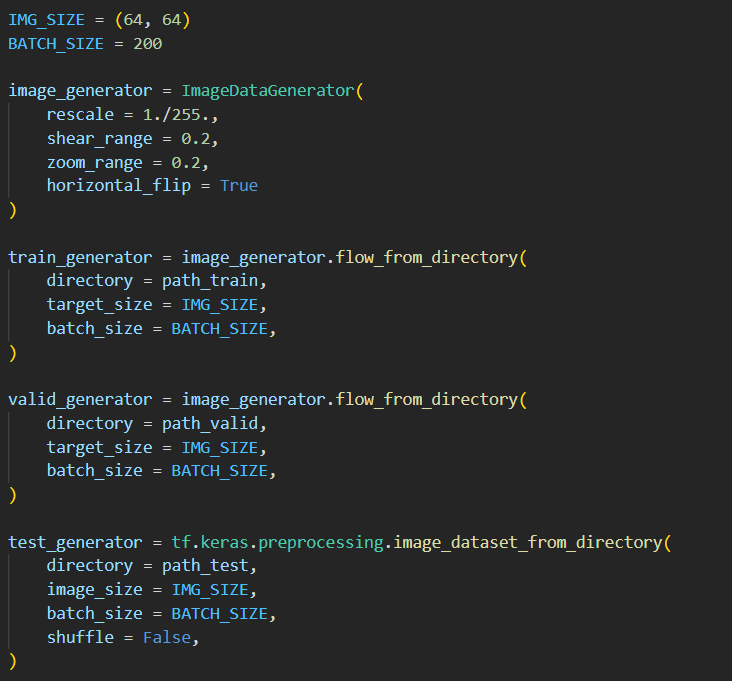 IMG_SIZE = (64, 64)
BATCH_SIZE = 200
image_generator = ImageDataGenerator(
    rescale = 1./255.,
    shear_range = 0.2,
    zoom_range = 0.2,
    horizontal_flip = True
)
train_generator = image_generator.flow_from_directory(
    directory = path_train,
    target_size = IMG_SIZE,
    batch_size = BATCH_SIZE,
)
valid_generator = image_generator.flow_from_directory(
    directory = path_valid,
    target_size = IMG_SIZE,
    batch_size = BATCH_SIZE,
)
test_generator = tf.keras.preprocessing.image_dataset_from_directory(
    directory = path_test,
    image_size = IMG_SIZE,
    batch_size = BATCH_SIZE,
    shuffle = False,
)